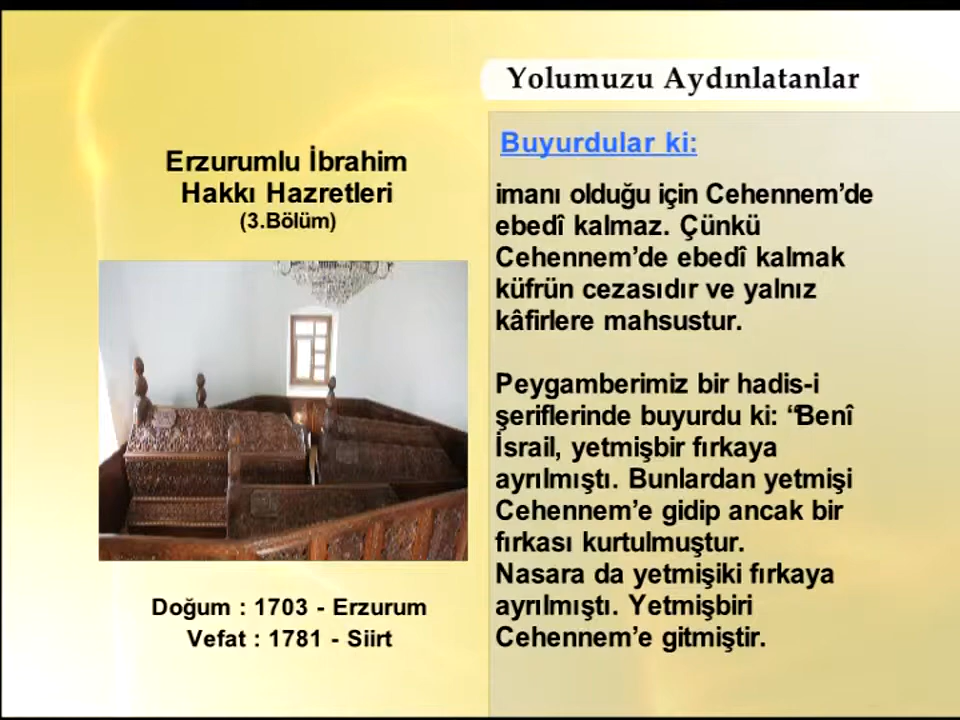 Yolumuzu Aydınlatanlar
Erzurumlu İbrahim
Hakkı Hazretleri
(3.Bölüm)
Doğum : 1703 - Erzurum
Vefat : 1781 - Siirt
Buyurdular ki:
imanı olduğu için Cehennem’de
ebedî kalmaz. Çünkü
Cehennem’de ebedî kalmak
küfrün cezasıdır ve yalnız
kâfirlere mahsustur.
Peygamberimiz bir hadis-i
şeriflerinde buyurdu ki: “Benî
İsrail, yetmişbir fırkaya
ayrılmıştı. Bunlardan yetmişi
Cehennem’e gidip ancak bir
fırkası kurtulmuştur.
Nasara da yetmişiki fırkaya
ayrılmıştı. Yetmişbiri
Cehennem’e gitmiştir.